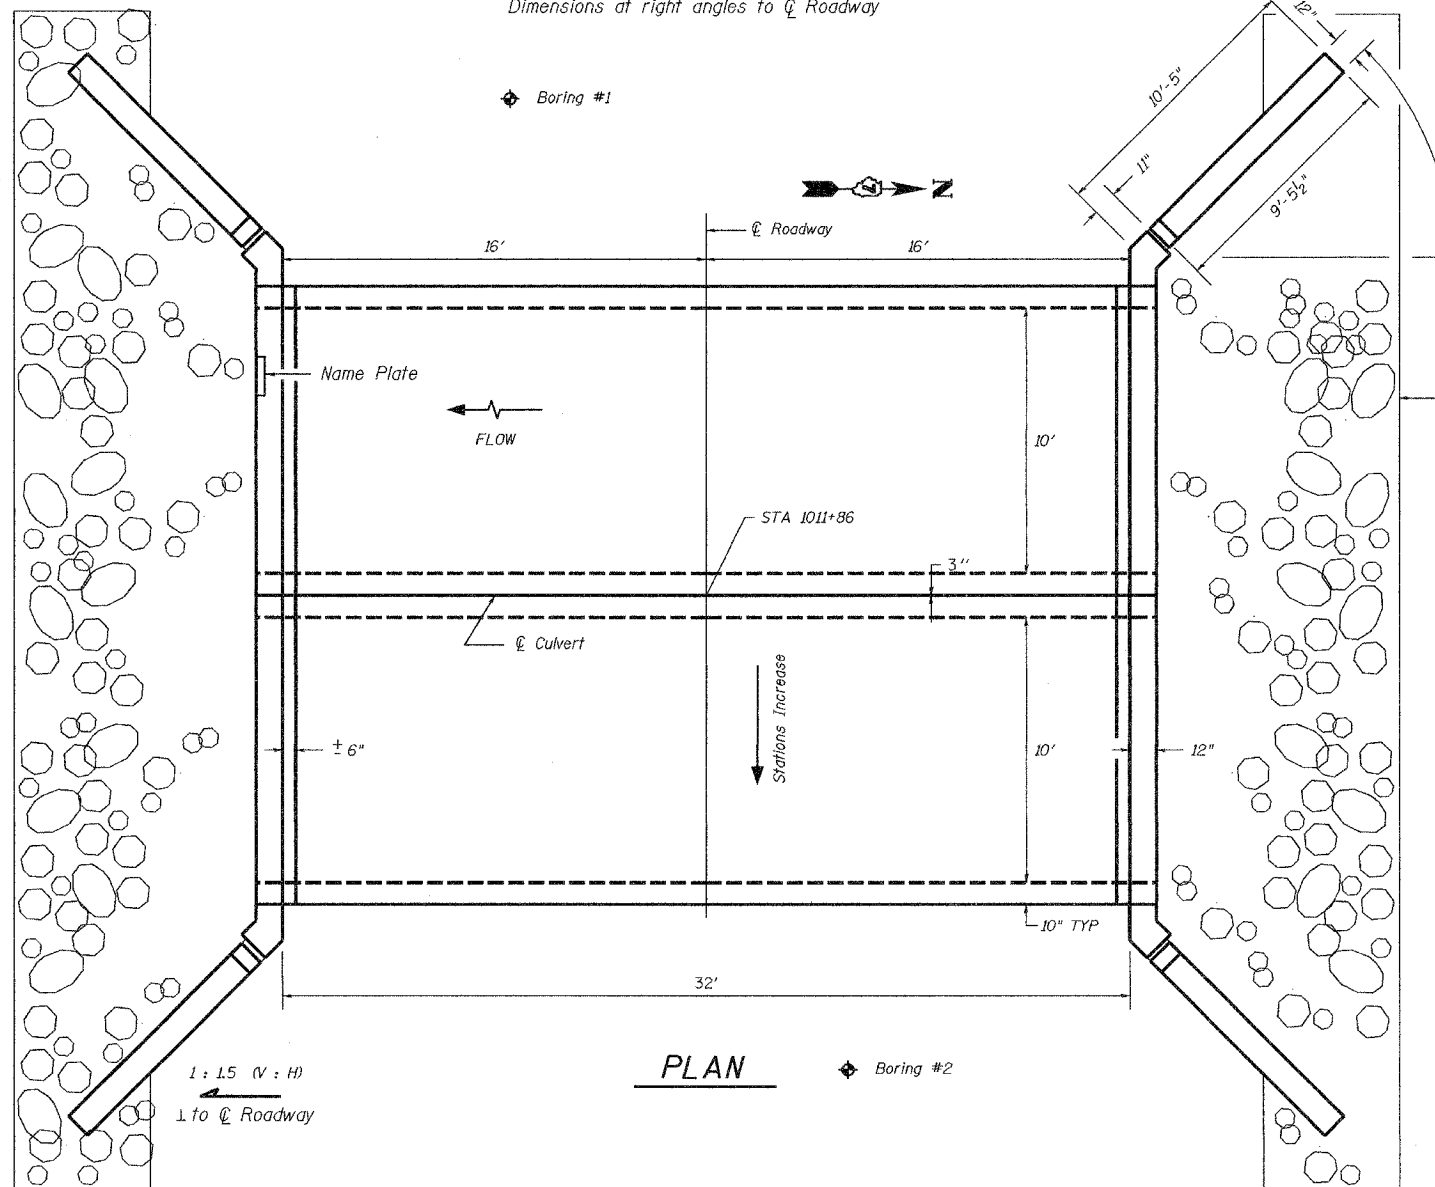 Dimensions at right angles to ℄ Roadway
12"
10'-5"
Boring #1
11"
N
9'-5½"
℄ Roadway
16'
16'
Name Plate
FLOW
10'
STA 1011+86
3"
℄ Culvert
Stations Increase
± 6"
10'
12"
10" TYP
32'
PLAN
Boring #2
1 : 1.5 (V : H)
⊥ to ℄ Roadway